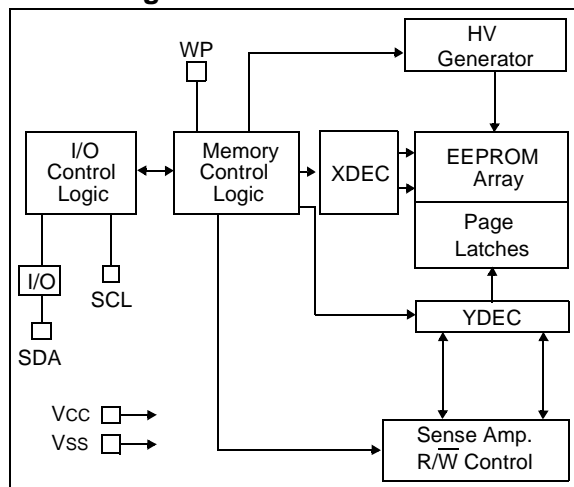 HV
Generator
WP
I/O
Control
Logic
Memory
Control
Logic
XDEC
EEPROM
Array
Page
Latches
I/O
SCL
SDA
YDEC
VCC
VSS
Sense Amp.
R/W̅ Control